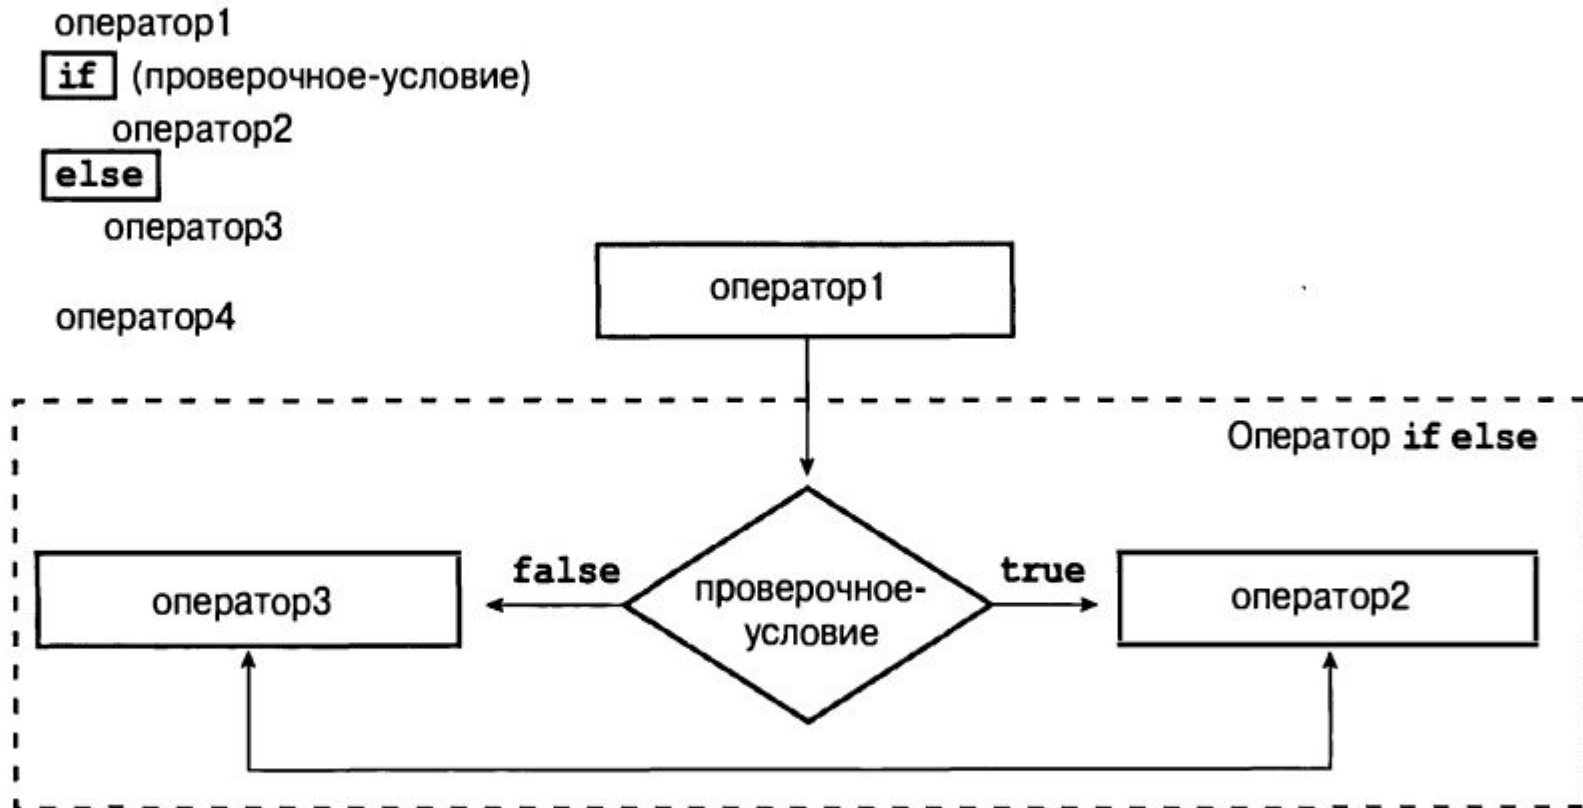 оператор1
if (проверочное-условие)
оператор2
else
оператор3
оператор4
оператор1
Оператор if else
false
true
оператор3
проверочное-
условие
оператор2